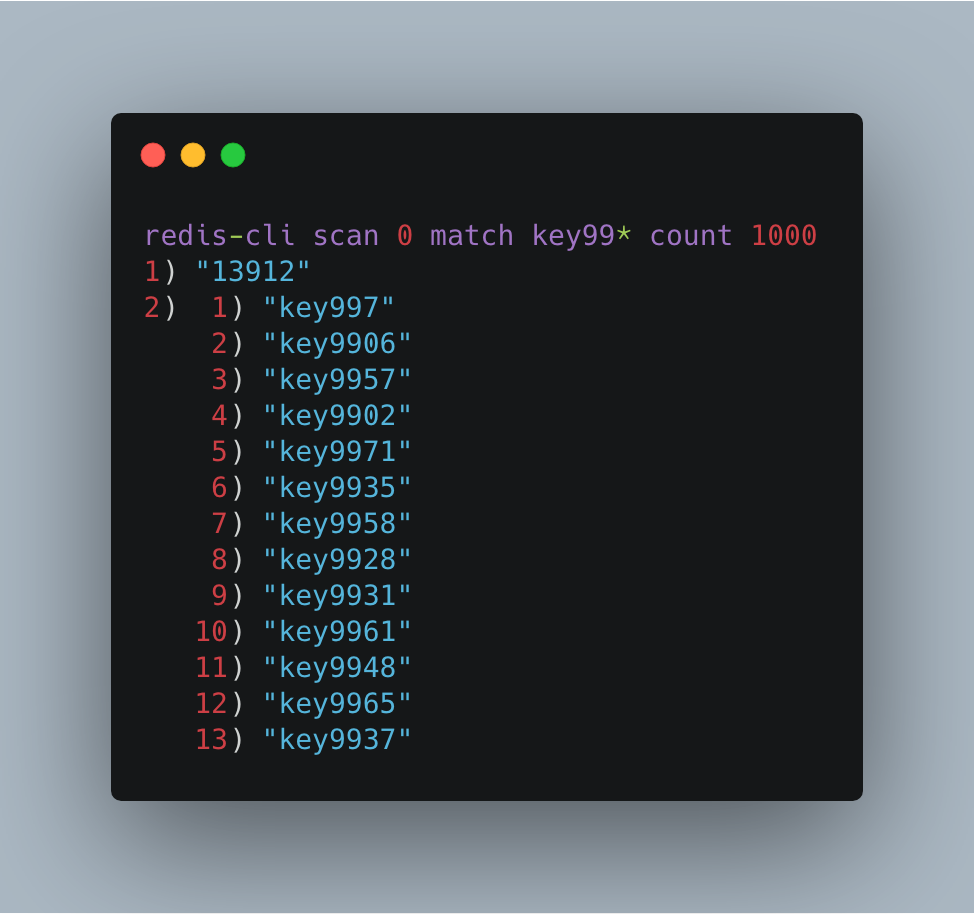 redis-cli scan 0 match key99* count 1000
1) "13912"
2)  1) "key997"
    2) "key9906"
    3) "key9957"
    4) "key9902"
    5) "key9971"
    6) "key9935"
    7) "key9958"
    8) "key9928"
    9) "key9931"
   10) "key9961"
   11) "key9948"
   12) "key9965"
   13) "key9937"